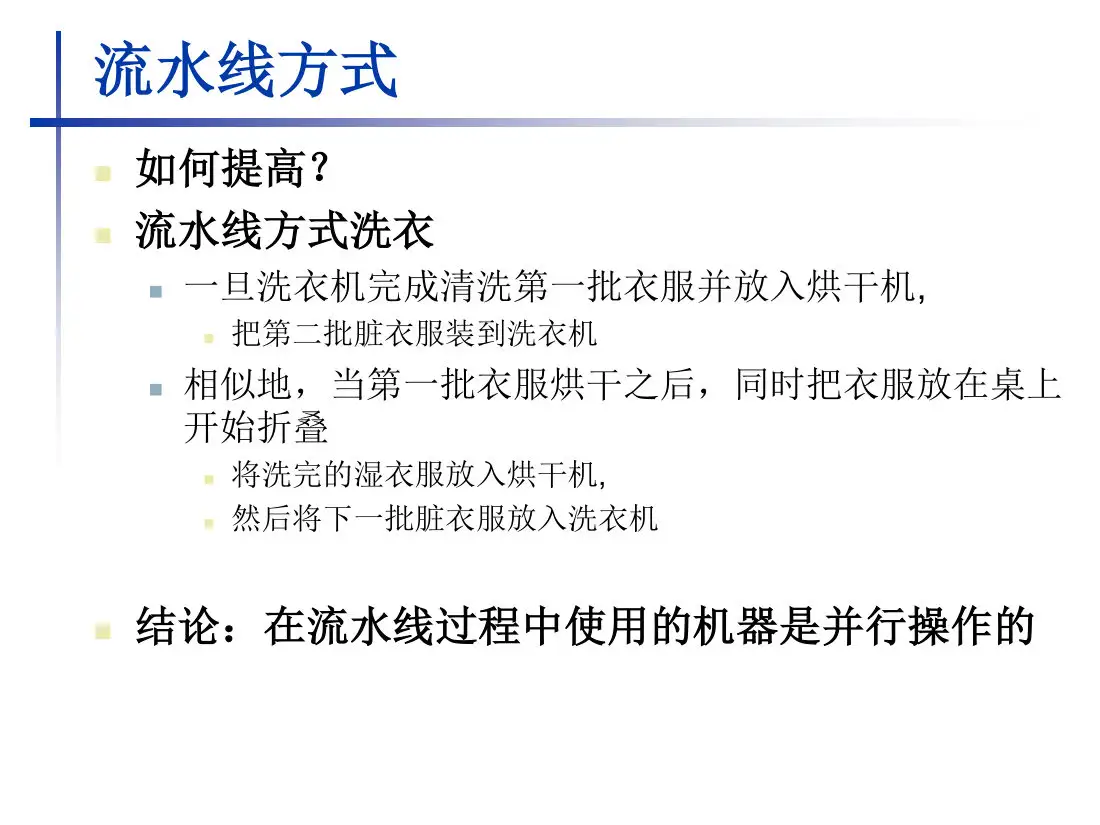 流水线方式
如何提高？
流水线方式洗衣
一旦洗衣机完成清洗第一批衣服并放入烘干机,
把第二批脏衣服装到洗衣机
相似地，当第一批衣服烘干之后，同时把衣服放在桌上
开始折叠
将洗完的湿衣服放入烘干机,
然后将下一批脏衣服放入洗衣机
结论：在流水线过程中使用的机器是并行操作的